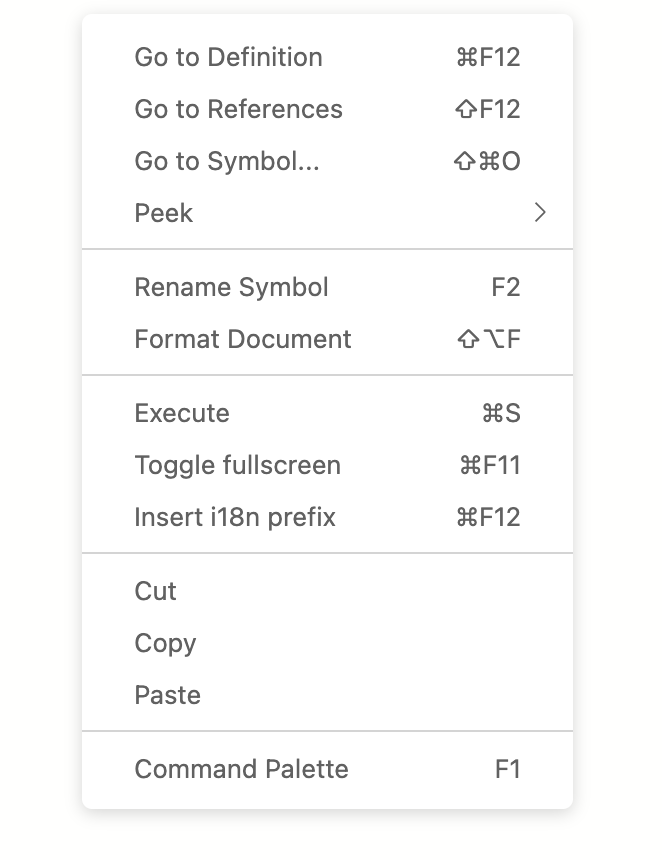 Go to Definition ⌘F12
Go to References ⇧F12
Go to Symbol... ⇧⌘O
Peek
Rename Symbol F2
Format Document ⇧⌥F
Execute ⌘S
Toggle fullscreen ⌘F11
Insert i18n prefix ⌘F12
Cut
Copy
Paste
Command Palette F1